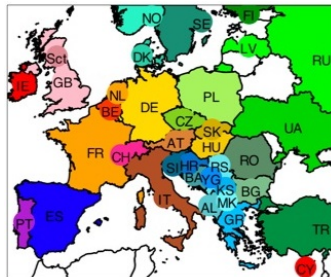 NO
SE
FI
Sct
DK
LV
RU
IE
GB
NL
BE
DE
PL
CZ
UA
FR
CH
AT
SK
HU
SI
HR
RS
RO
BA
YG
KS
BG
PT
ES
IT
AL
MK
GR
TR
CY